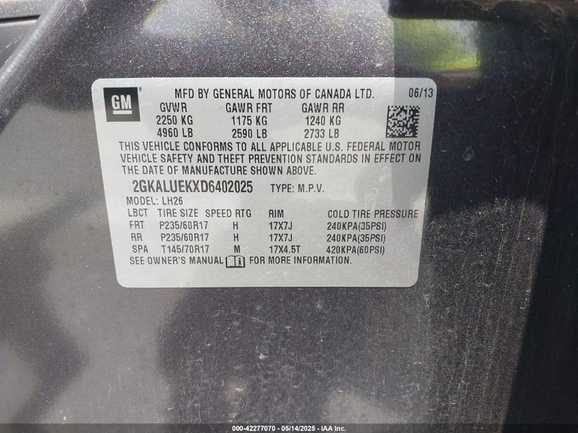 GM
MFD BY GENERAL MOTORS OF CANADA LTD. 06/13
GVWR GAWR FRT GAWR RR
2250 KG 1175 KG 1240 KG
4960 LB 2590 LB 2733 LB
THIS VEHICLE CONFORMS TO ALL APPLICABLE U.S. FEDERAL MOTOR
VEHICLE SAFETY AND THEFT PREVENTION STANDARDS IN EFFECT ON
THE DATE OF MANUFACTURE SHOWN ABOVE.
2GKALUEKXD6402025 TYPE: M.P.V.
MODEL: LH26
LBCT TIRE SIZE SPEED RTG RIM COLD TIRE PRESSURE
FRT P235/60R17 H 17X7J 240KPA(35PSI)
RR P235/60R17 H 17X7J 240KPA(35PSI)
SPA T145/70R17 M 17X4.5T 420KPA(60PSI)
SEE OWNER'S MANUAL FOR MORE INFORMATION.
000-42277070 — 05/14/2025 — IAA Inc.